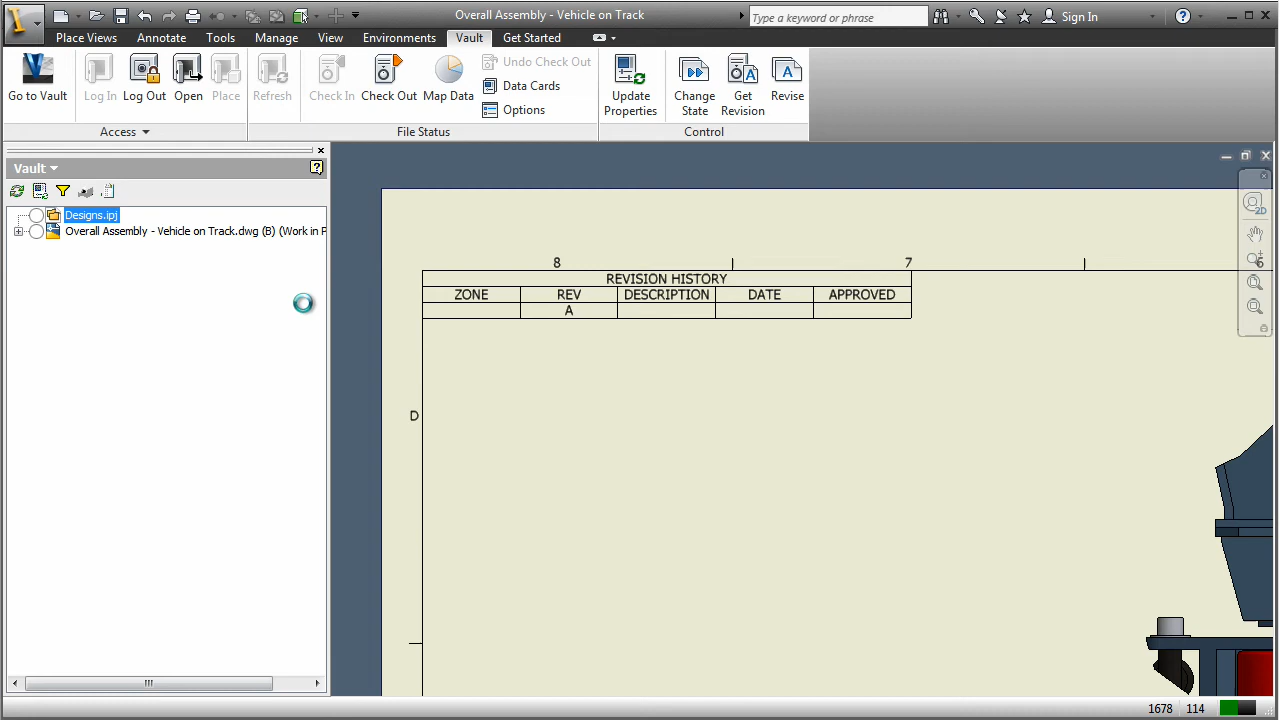 Overall Assembly - Vehicle on Track
Type a keyword or phrase
Sign In
Place Views Annotate Tools Manage View Environments Vault Get Started
Go to Vault
Log In
Log Out
Open
Place
Refresh
Check In
Check Out
Map Data
Undo Check Out
Data Cards
Options
Update Properties
Change State
Get Revision
Revise
Access
File Status
Control
Vault
Designs.ipj
Overall Assembly - Vehicle on Track.dwg (B) (Work in P
8 7 6
REVISION HISTORY
ZONE REV DESCRIPTION DATE APPROVED
A
D
2D
1678 114